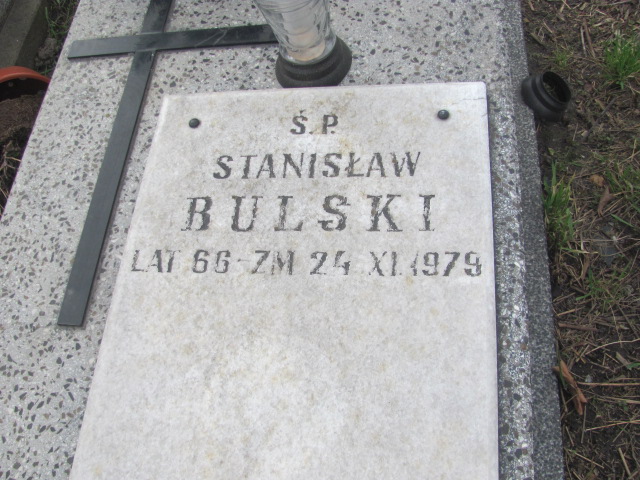 Ś.P.
STANISŁAW
BULSKI
LAT 66 - ZM 24 XI.1979